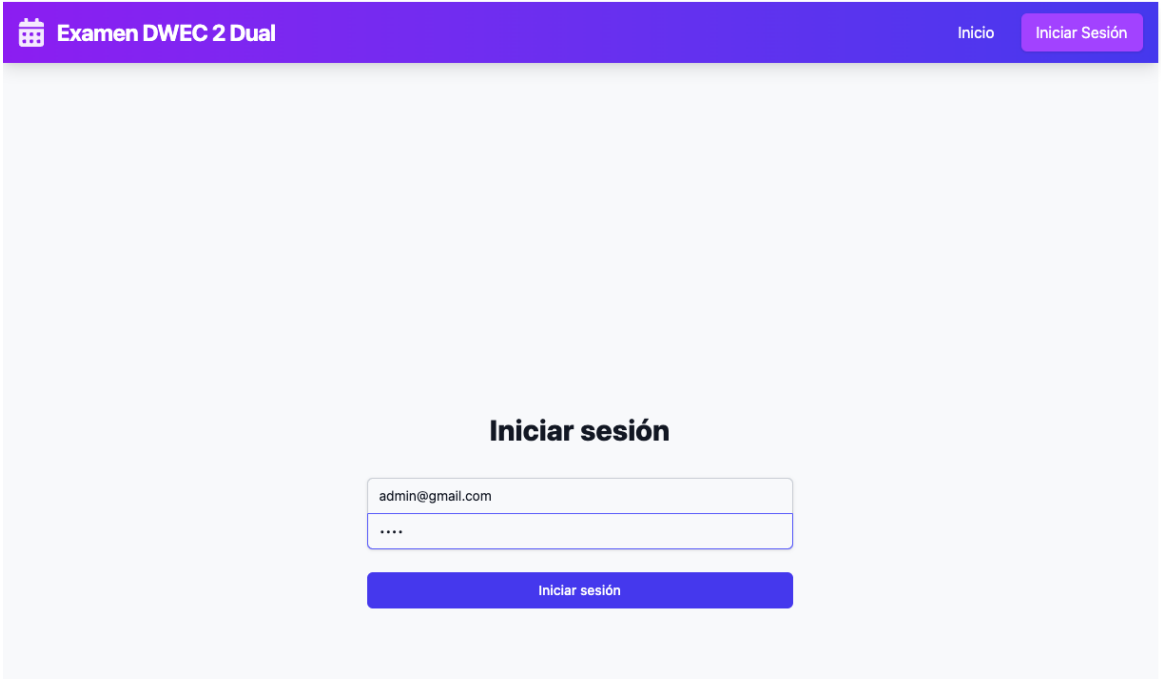 Examen DWEC 2 Dual
Inicio
Iniciar Sesión
Iniciar sesión
admin@gmail.com
••••
Iniciar sesión